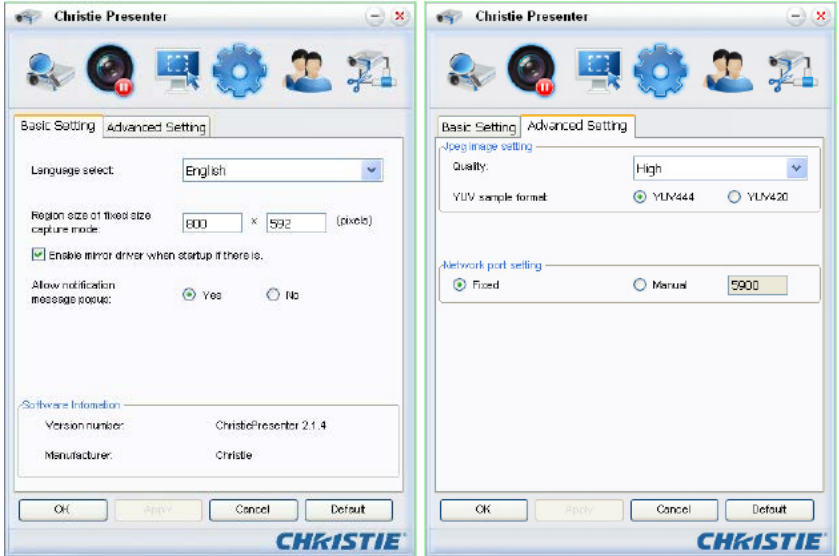 Christie Presenter
Basic Setting Advanced Setting
Language select: English
Region size of fixed size
capture mode: 800 x 592 (pixels)
Enable mirror driver when startup if there is.
Allow notification
message popup: Yes No
Software Infomation
Version number: ChristiePresenter 2.1.4
Manufacturer: Christie
OK Apply Cancel Default
CHRISTIE
Christie Presenter
Basic Setting Advanced Setting
Jpeg image setting
Quality: High
YUV sample format: YUV444 YUV420
Network port setting
Fixed Manual 5900
OK Apply Cancel Default
CHRISTIE